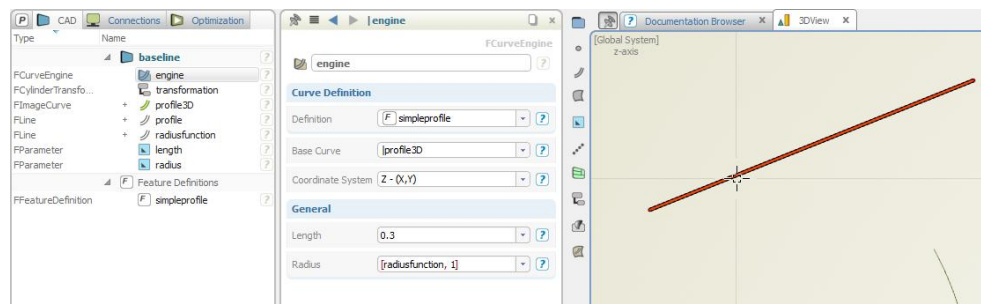 P CAD Connections Optimization
Type Name
baseline ?
FCurveEngine engine ?
FCylinderTransfo... transformation ?
FImageCurve + profile3D ?
FLine + profile ?
FLine + radiusfunction ?
FParameter length ?
FParameter radius ?
F Feature Definitions
FFeatureDefinition F simpleprofile ?
|engine x
FCurveEngine
engine ?
Curve Definition
Definition F simpleprofile ?
Base Curve |profile3D ?
Coordinate System Z - (X,Y) ?
General
Length 0.3 ?
Radius [radiusfunction, 1] ?
? Documentation Browser X 3DView X
[Global System]
z-axis